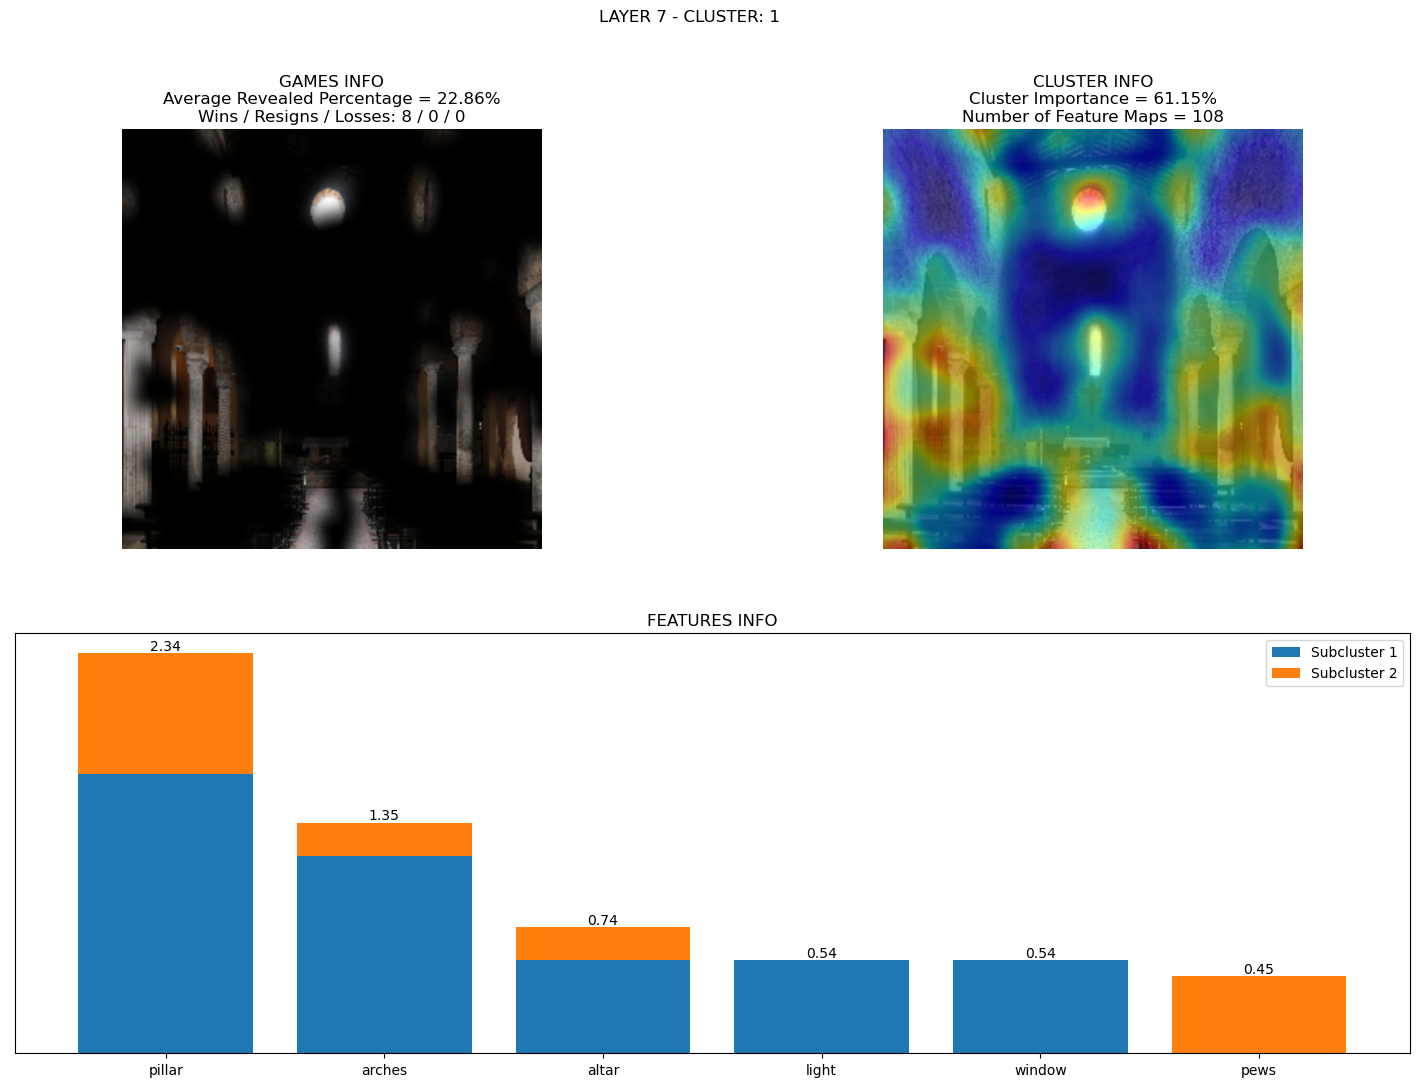 LAYER 7 - CLUSTER: 1
GAMES INFO
Average Revealed Percentage = 22.86%
Wins / Resigns / Losses: 8 / 0 / 0
CLUSTER INFO
Cluster Importance = 61.15%
Number of Feature Maps = 108
FEATURES INFO
Subcluster 1
Subcluster 2
2.34
1.35
0.74
0.54
0.54
0.45
pillar
arches
altar
light
window
pews